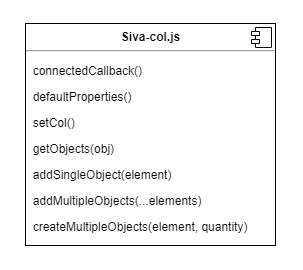 Siva-col.js
connectedCallback()
defaultProperties()
setCol()
getObjects(obj)
addSingleObject(element)
addMultipleObjects(...elements)
createMultipleObjects(element, quantity)